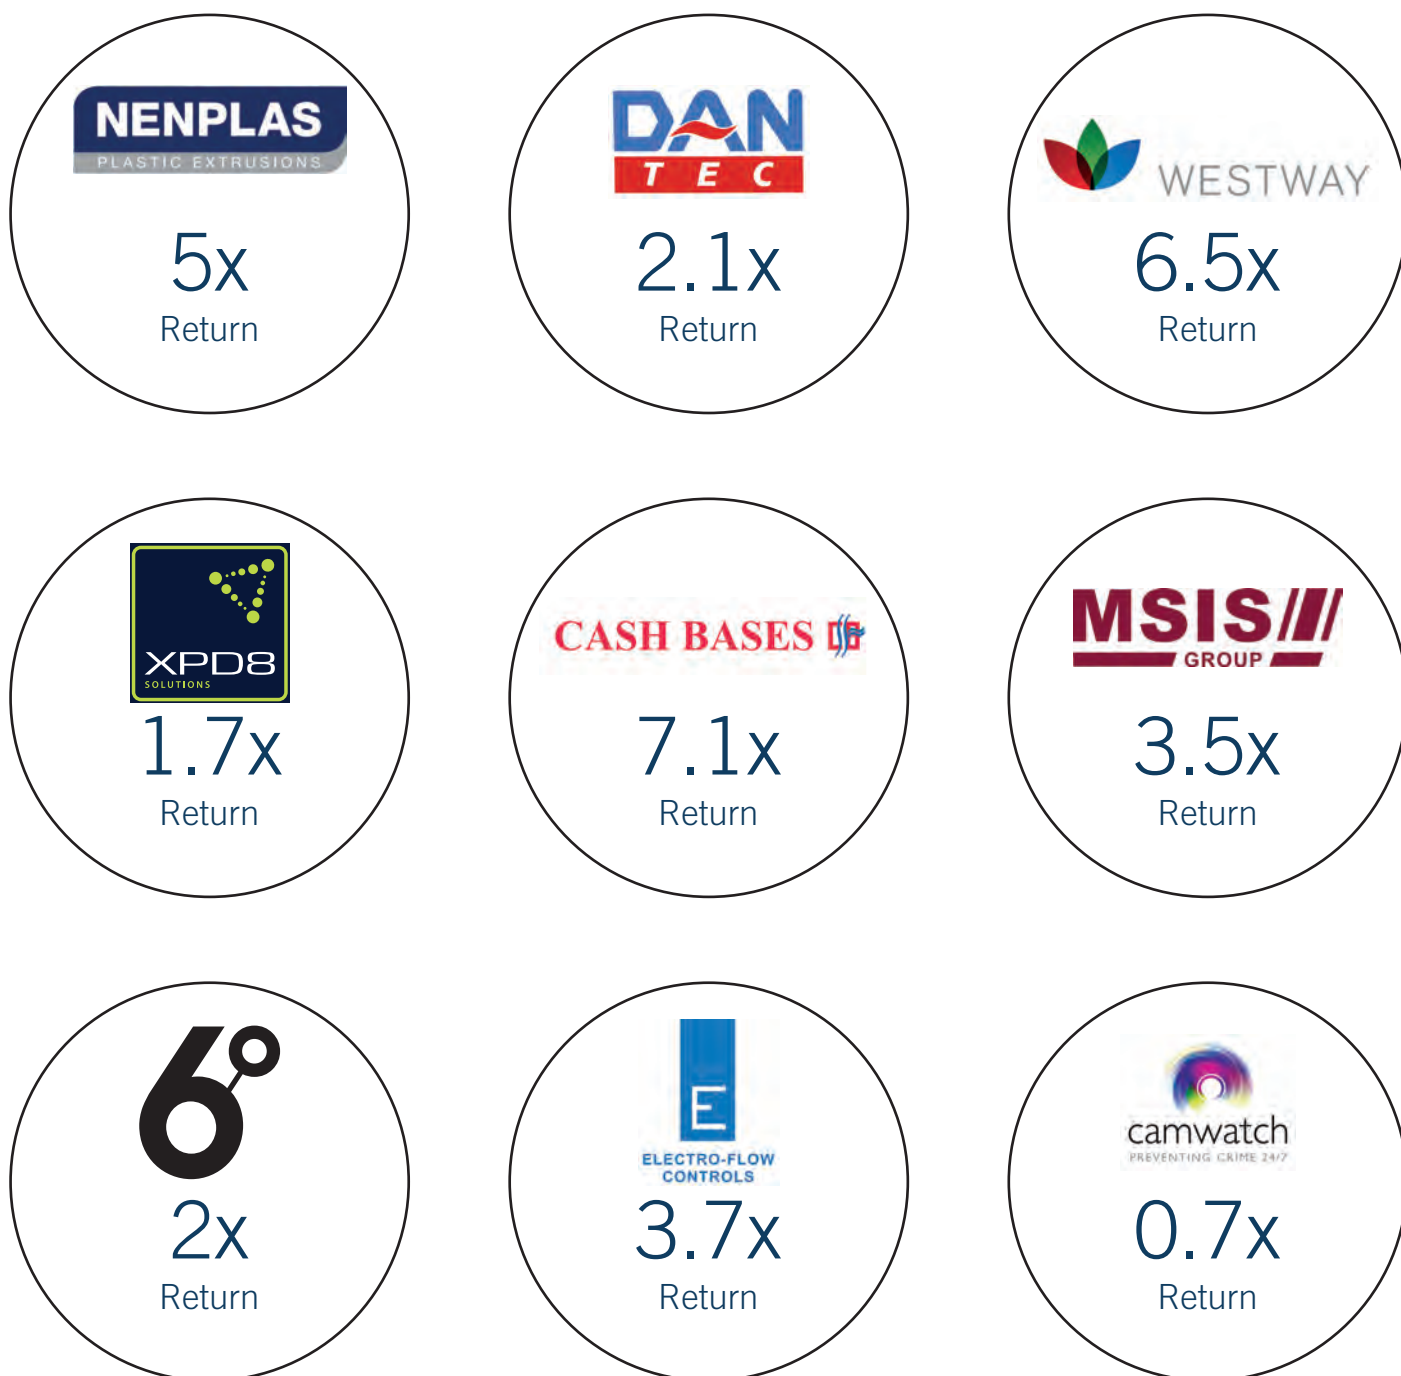 NENPLAS
PLASTIC EXTRUSIONS
5x
Return
DAN
TEC
2.1x
Return
WESTWAY
6.5x
Return
XPD8
SOLUTIONS
1.7x
Return
CASH BASES
7.1x
Return
MSIS
GROUP
3.5x
Return
6°
2x
Return
E
ELECTRO-FLOW
CONTROLS
3.7x
Return
camwatch
PREVENTING CRIME 24/7
0.7x
Return